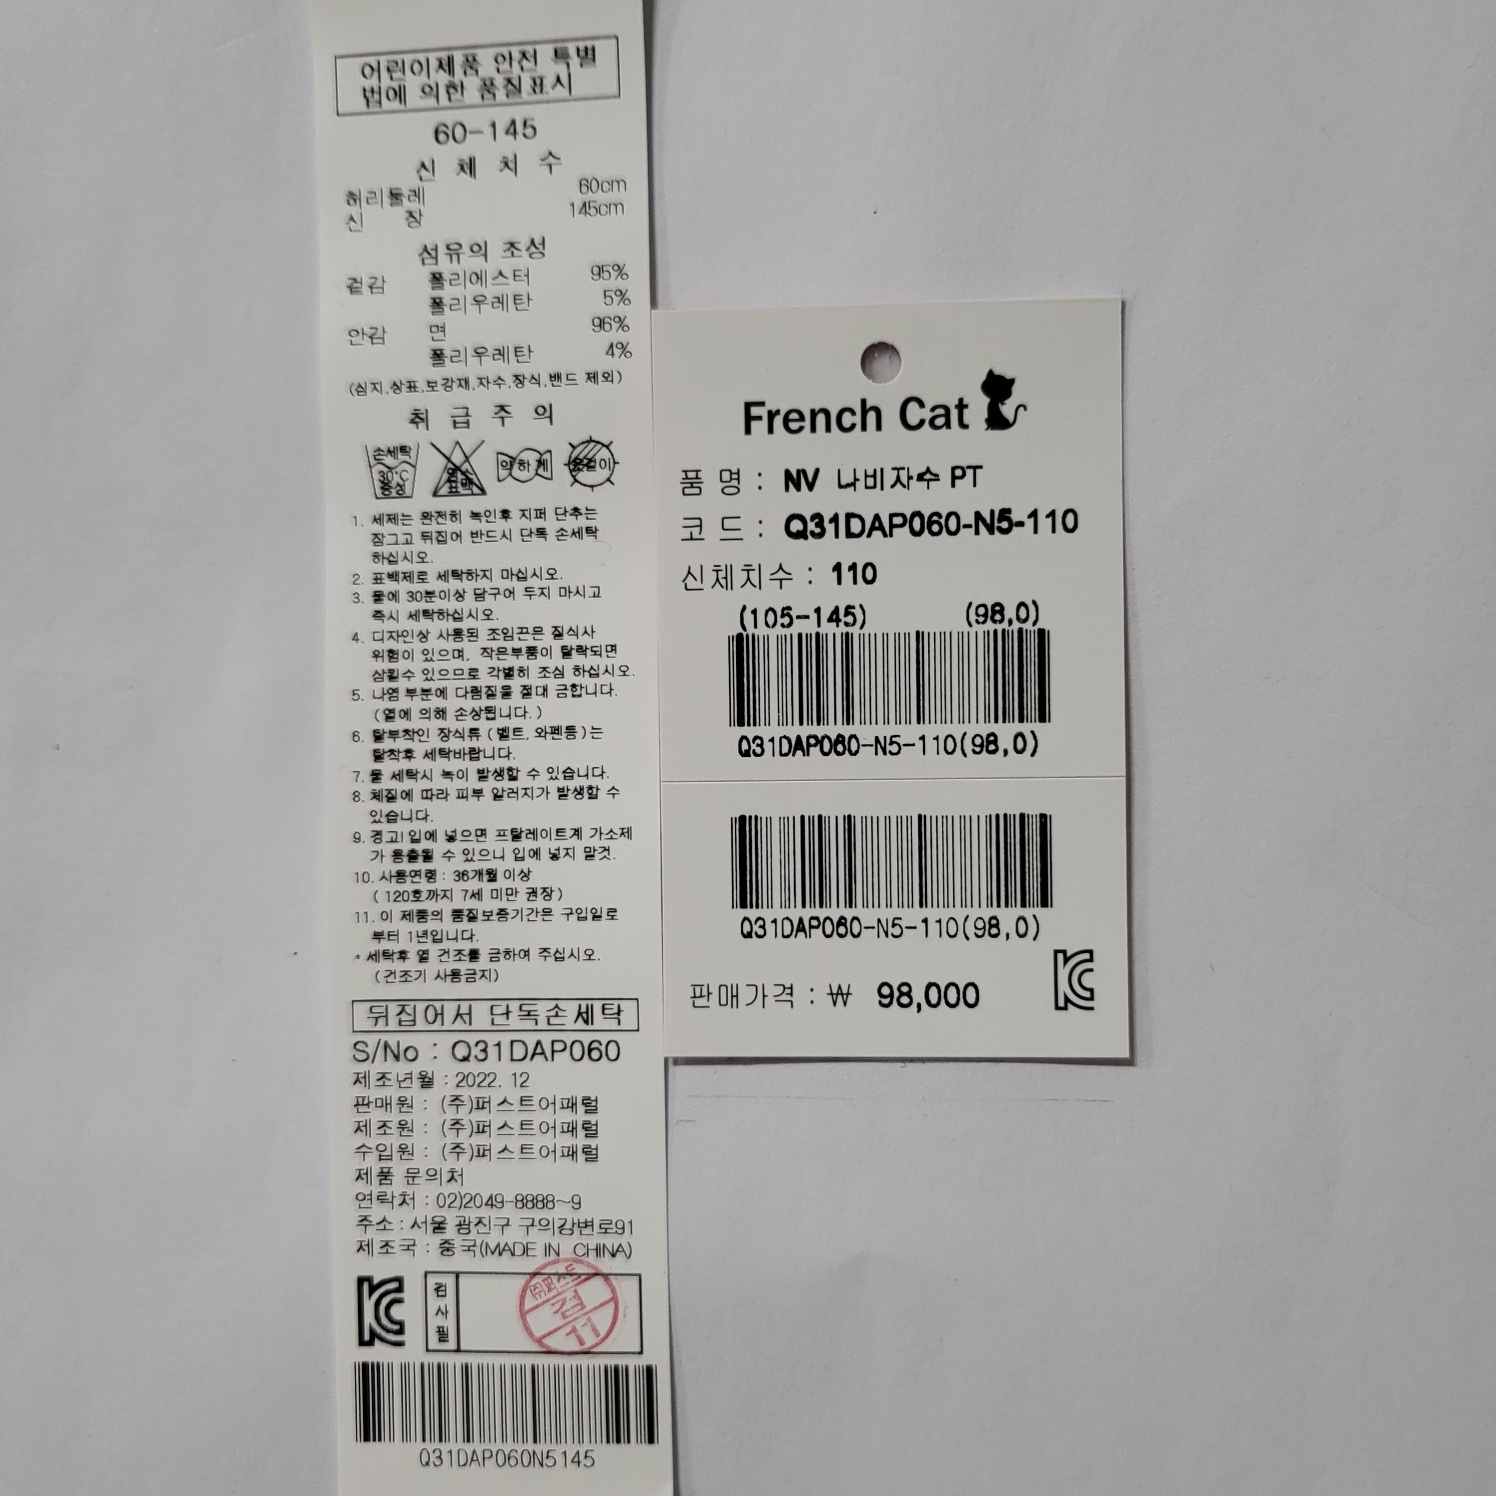 어린이제품 안전 특별
법에 의한 품질표시
60-145
신 체 치 수
허리둘레 60cm
신 장 145cm
섬유의 조성
겉감 폴리에스터 95%
폴리우레탄 5%
안감 면 96%
폴리우레탄 4%
(심지,상표,보강재,자수,장식,밴드 제외)
취 급 주 의
손세탁
30℃
중성
염소
표백
약하게
옷걸이
1. 세제는 완전히 녹인후 지퍼 단추는
잠그고 뒤집어 반드시 단독 손세탁
하십시오.
2. 표백제로 세탁하지 마십시오.
3. 물에 30분이상 담구어 두지 마시고
즉시 세탁하십시오.
4. 디자인상 사용된 조임끈은 질식사
위험이 있으며, 작은부품이 탈락되면
삼킬수 있으므로 각별히 조심 하십시오.
5. 나염 부분에 다림질을 절대 금합니다.
(열에 의해 손상됩니다.)
6. 탈부착인 장식류 (벨트, 와펜등)는
탈착후 세탁바랍니다.
7. 물 세탁시 녹이 발생할 수 있습니다.
8. 체질에 따라 피부 알러지가 발생할 수
있습니다.
9. 경고! 입에 넣으면 프탈레이트계 가소제
가 용출될 수 있으니 입에 넣지 말것.
10. 사용연령 : 36개월 이상
(120호까지 7세 미만 권장)
11. 이 제품의 품질보증기간은 구입일로
부터 1년입니다.
* 세탁후 열 건조를 금하여 주십시오.
(건조기 사용금지)
뒤집어서 단독손세탁
S/No : Q31DAP060
제조년월 : 2022. 12
판매원 : (주)퍼스트어패럴
제조원 : (주)퍼스트어패럴
수입원 : (주)퍼스트어패럴
제품 문의처
연락처 : 02)2049-8888~9
주소 : 서울 광진구 구의강변로91
제조국 : 중국(MADE IN CHINA)
KC
검사필
(주)퍼스트
검
11
Q31DAP060N5145
French Cat
품 명 : NV 나비자수 PT
코 드 : Q31DAP060-N5-110
신체치수 : 110
(105-145) (98,0)
Q31DAP060-N5-110(98,0)
Q31DAP060-N5-110(98,0)
KC
판매가격 : ₩ 98,000